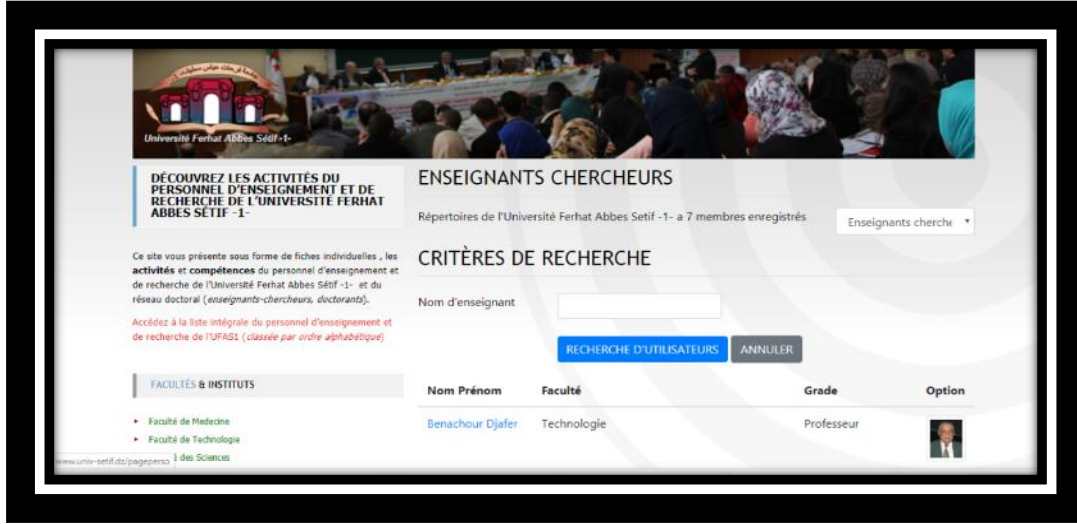 Université Ferhat Abbes Sétif -1-
DÉCOUVREZ LES ACTIVITÉS DU
PERSONNEL D'ENSEIGNEMENT ET DE
RECHERCHE DE L'UNIVERSITÉ FERHAT
ABBES SÉTIF -1-
Ce site vous présente sous forme de fiches individuelles , les
activités et compétences du personnel d'enseignement et
de recherche de l'Université Ferhat Abbes Sétif -1- et du
réseau doctoral (enseignants-chercheurs, doctorants).
Accédez à la liste intégrale du personnel d'enseignement et
de recherche de l'UFAS1 (classée par ordre alphabétique)
FACULTÉS & INSTITUTS
Faculté de Medecine
Faculté de Technologie
é des Sciences
www.univ-setif.dz/pageperso
ENSEIGNANTS CHERCHEURS
Répertoires de l'Université Ferhat Abbes Setif -1- a 7 membres enregistrés
Enseignants cherche
CRITÈRES DE RECHERCHE
Nom d'enseignant
RECHERCHE D'UTILISATEURS ANNULER
Nom Prénom Faculté Grade Option
Benachour Djafer Technologie Professeur